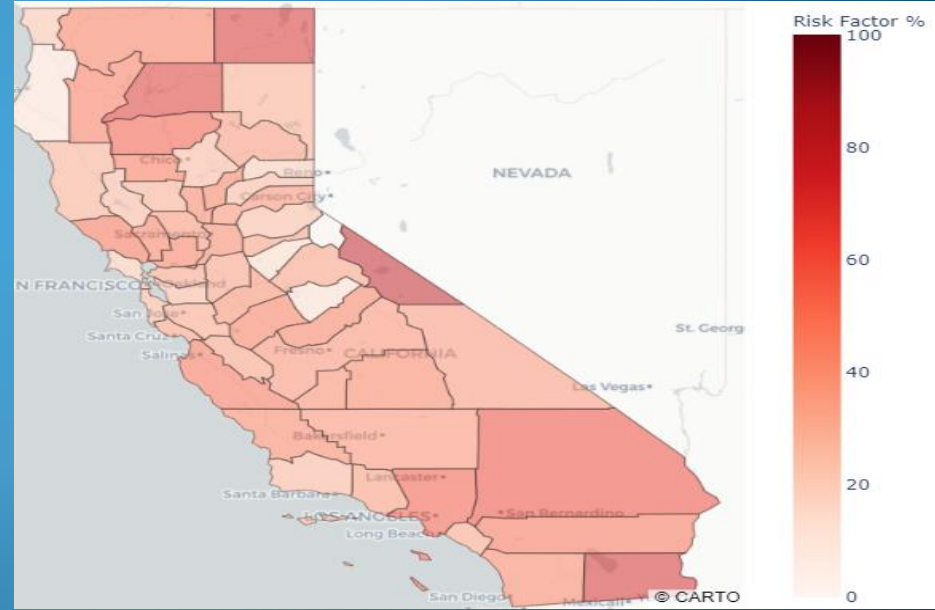 Risk Factor %
100
80
60
40
20
0
NEVADA
Chico
Reno
Carson City
Sacramento
N FRANCISCO
Oakland
San Jose
Santa Cruz
Salinas
Fresno
CALIFORNIA
St. Georg
Las Vegas
Bakersfield
Lancaster
Santa Barbara
LOS ANGELES
San Bernardino
Long Beach
San Diego
Mexicali
© CARTO